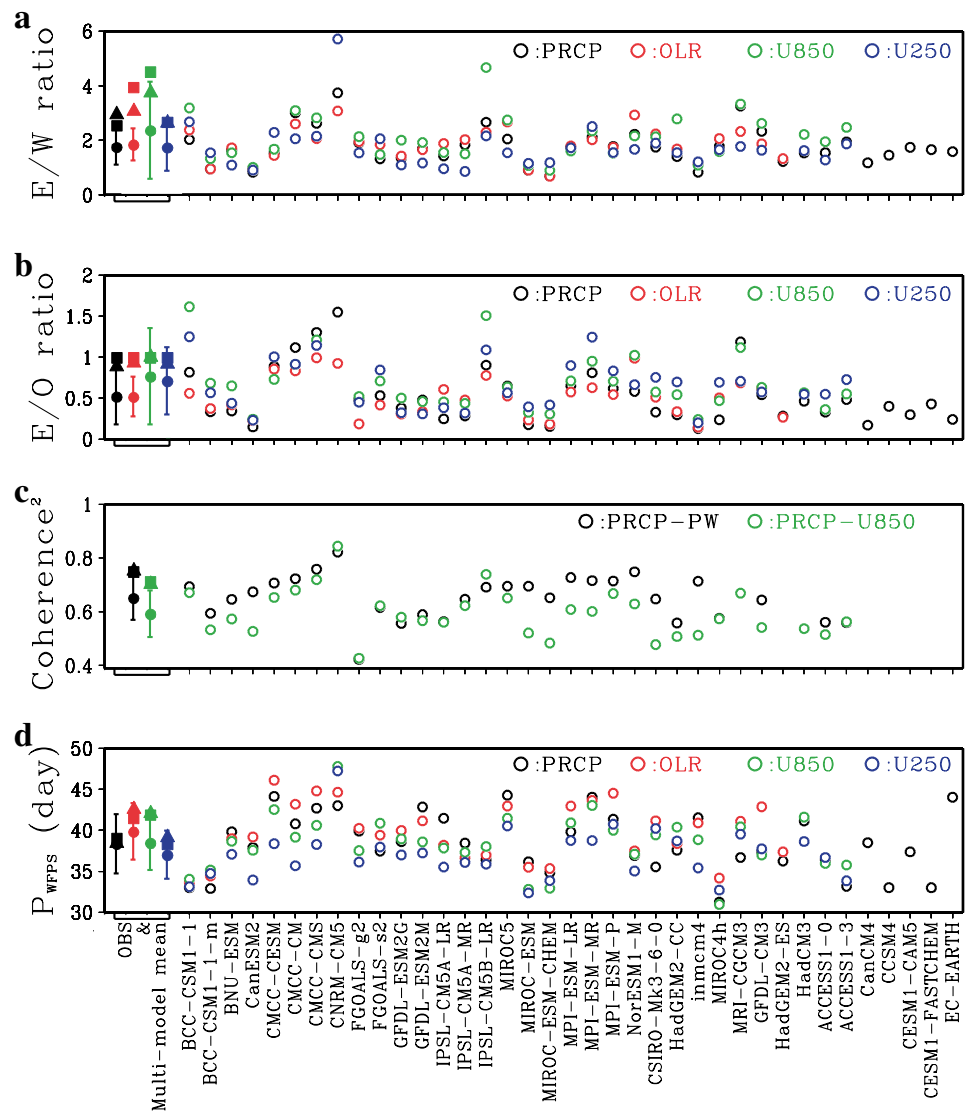 a
E/W ratio
6
4
2
0
:PRCP :OLR :U850 :U250
b
E/O ratio
2
1.5
1
0.5
0
:PRCP :OLR :U850 :U250
c
Coherence²
1
0.8
0.6
0.4
:PRCP-PW :PRCP-U850
d
P_WFPS (day)
50
45
40
35
30
:PRCP :OLR :U850 :U250
OBS
&
Multi-model mean
BCC-CSM1-1
BCC-CSM1-1-m
BNU-ESM
CanESM2
CMCC-CESM
CMCC-CM
CMCC-CMS
CNRM-CM5
FGOALS-g2
FGOALS-s2
GFDL-ESM2G
GFDL-ESM2M
IPSL-CM5A-LR
IPSL-CM5A-MR
IPSL-CM5B-LR
MIROC5
MIROC-ESM
MIROC-ESM-CHEM
MPI-ESM-LR
MPI-ESM-MR
MPI-ESM-P
NorESM1-M
CSIRO-Mk3-6-0
HadGEM2-CC
inmcm4
MIROC4h
MRI-CGCM3
GFDL-CM3
HadGEM2-ES
HadCM3
ACCESS1-0
ACCESS1-3
CanCM4
CCSM4
CESM1-CAM5
CESM1-FASTCHEM
EC-EARTH